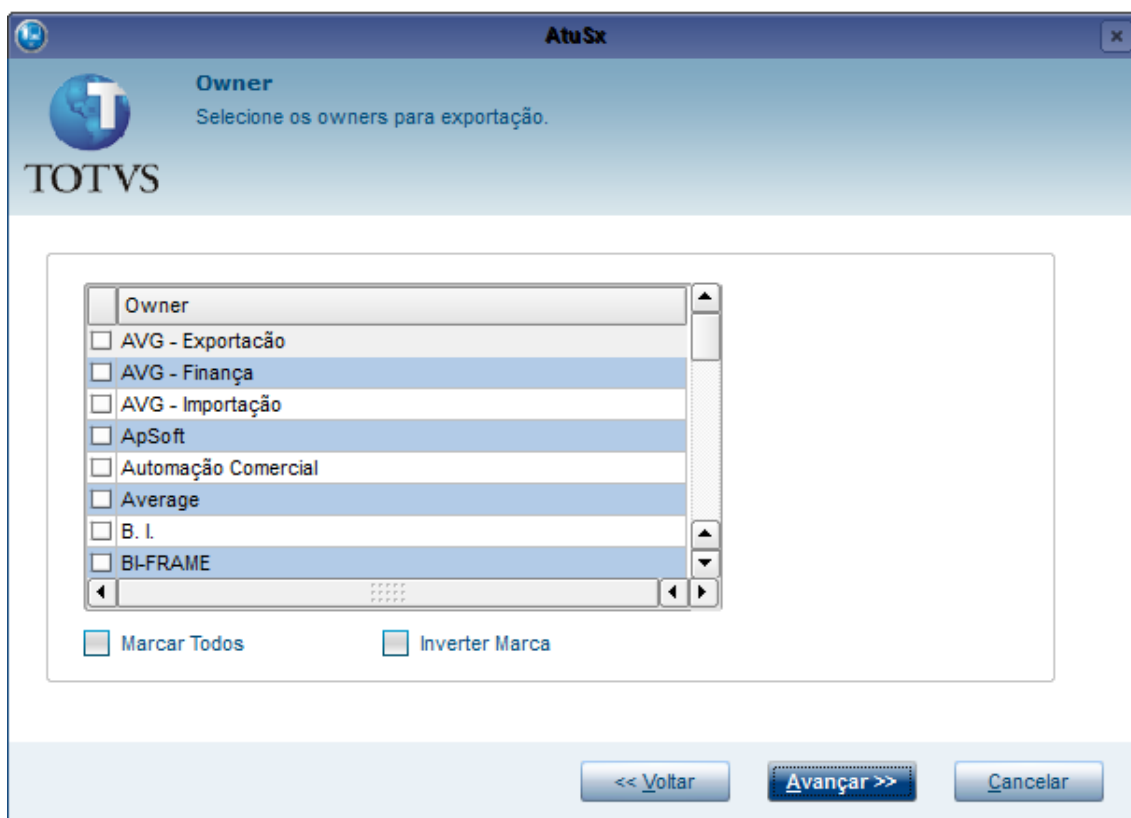 AtuSx
Owner
Selecione os owners para exportação.
TOTVS
Owner
AVG - Exportacão
AVG - Finança
AVG - Importação
ApSoft
Automação Comercial
Average
B. I.
BI-FRAME
Marcar Todos
Inverter Marca
<< Voltar
Avançar >>
Cancelar